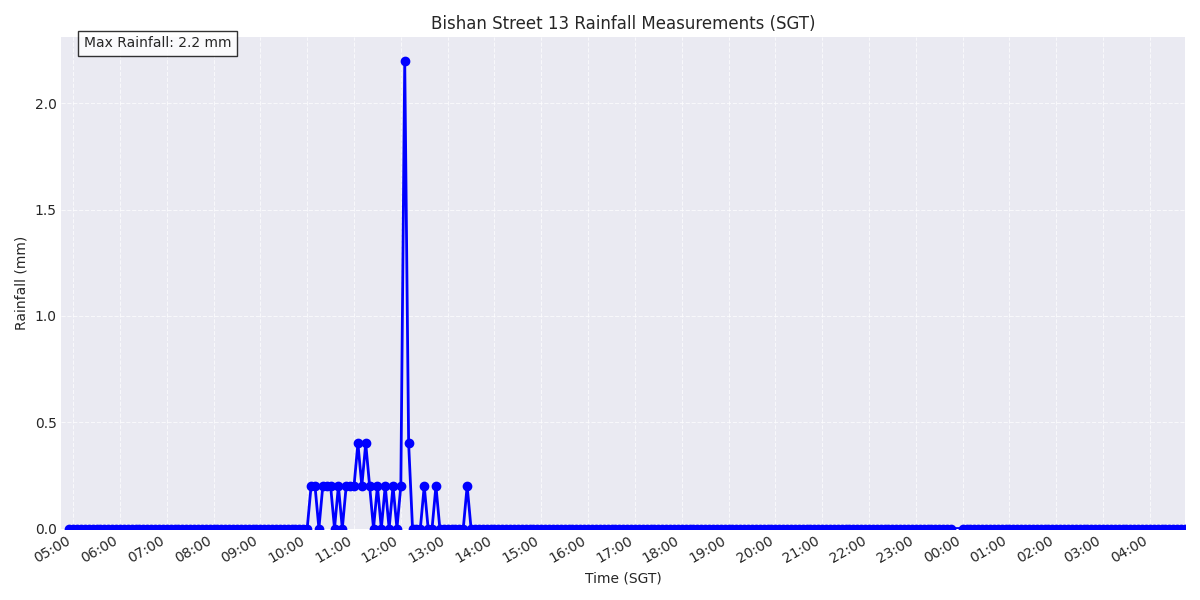 Bishan Street 13 Rainfall Measurements (SGT)
Max Rainfall: 2.2 mm
Rainfall (mm)
2.0
1.5
1.0
0.5
0.0
05:00 06:00 07:00 08:00 09:00 10:00 11:00 12:00 13:00 14:00 15:00 16:00 17:00 18:00 19:00 20:00 21:00 22:00 23:00 00:00 01:00 02:00 03:00 04:00
Time (SGT)